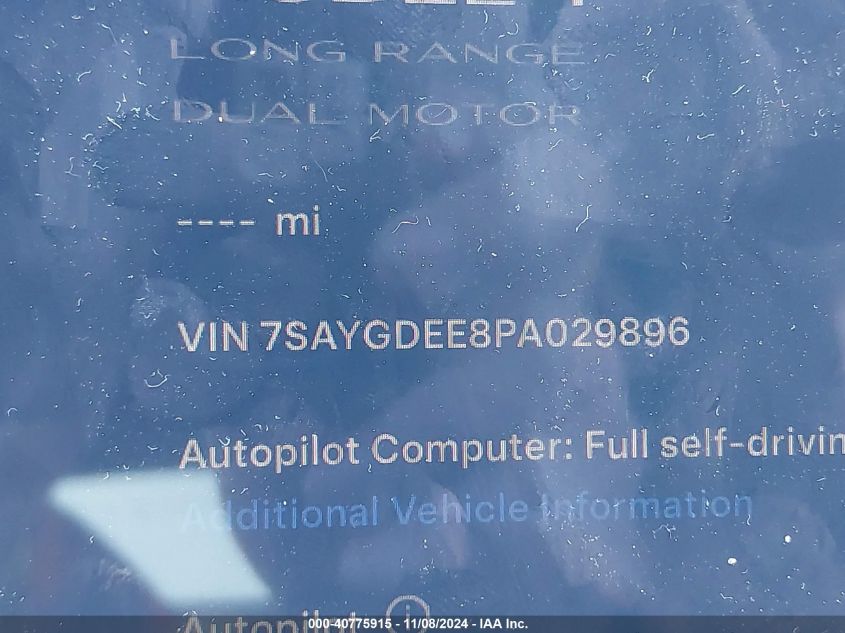 LONG RANGE
DUAL MOTOR
---- mi
VIN 7SAYGDEE8PA029896
Autopilot Computer: Full self-drivin
Additional Vehicle Information
Autopilot
000-40775915 - 11/08/2024 - IAA Inc.